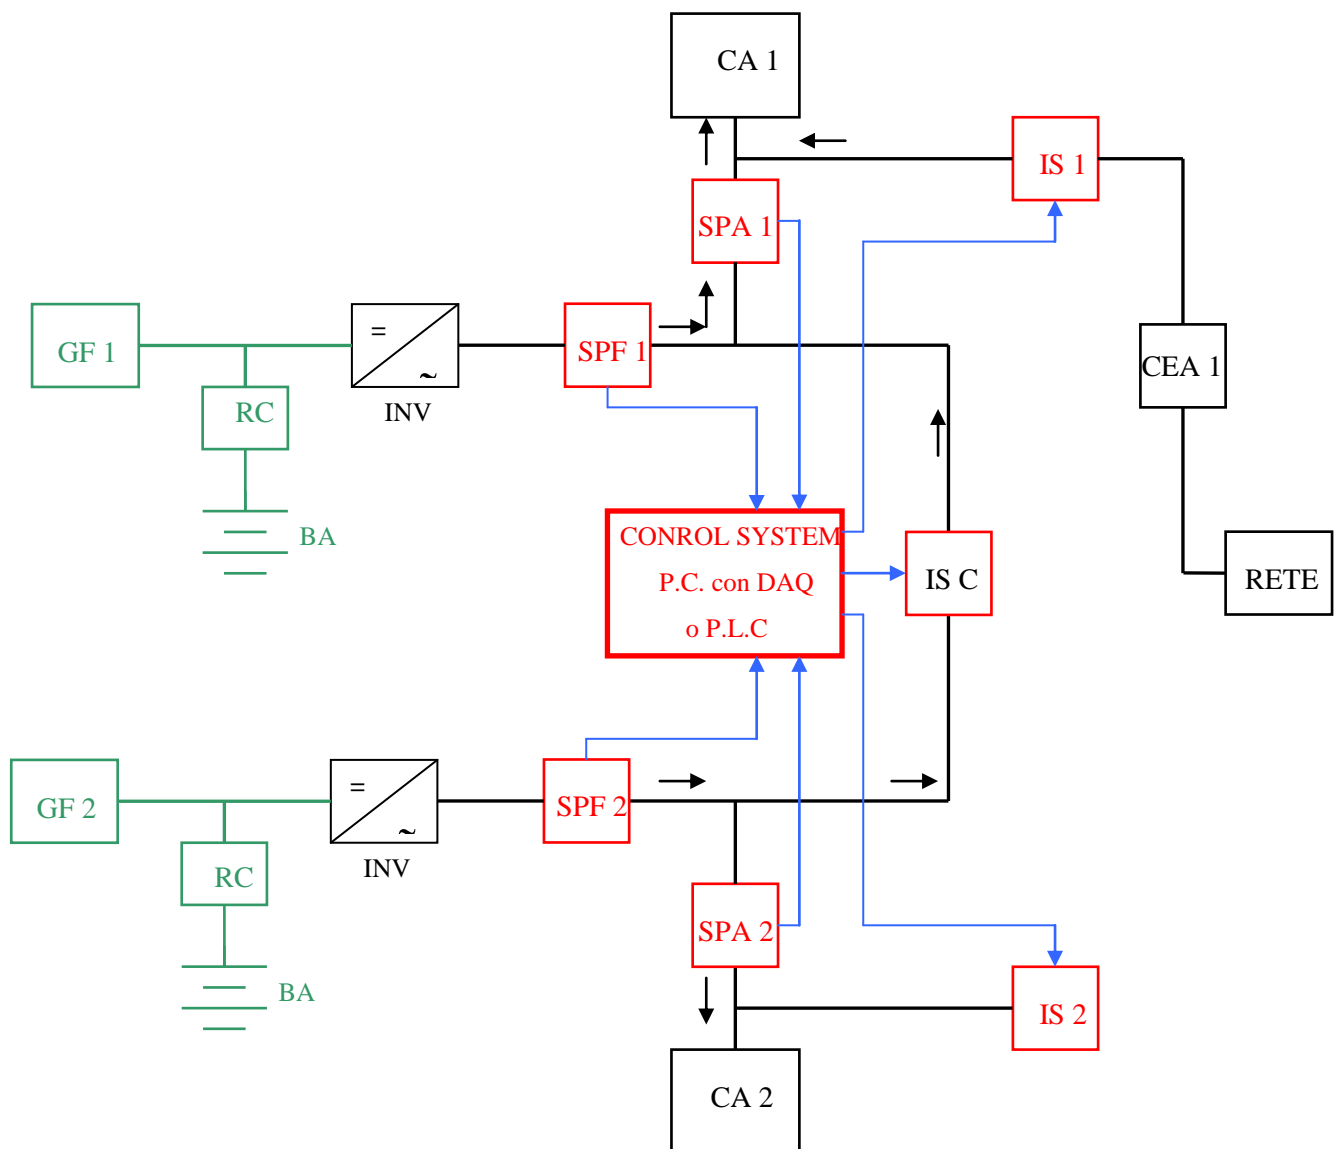 CA 1
IS 1
SPA 1
GF 1
=
~
SPF 1
CEA 1
RC
INV
BA
CONROL SYSTEM
P.C. con DAQ
o P.L.C
IS C
RETE
GF 2
=
~
SPF 2
RC
INV
SPA 2
BA
IS 2
CA 2